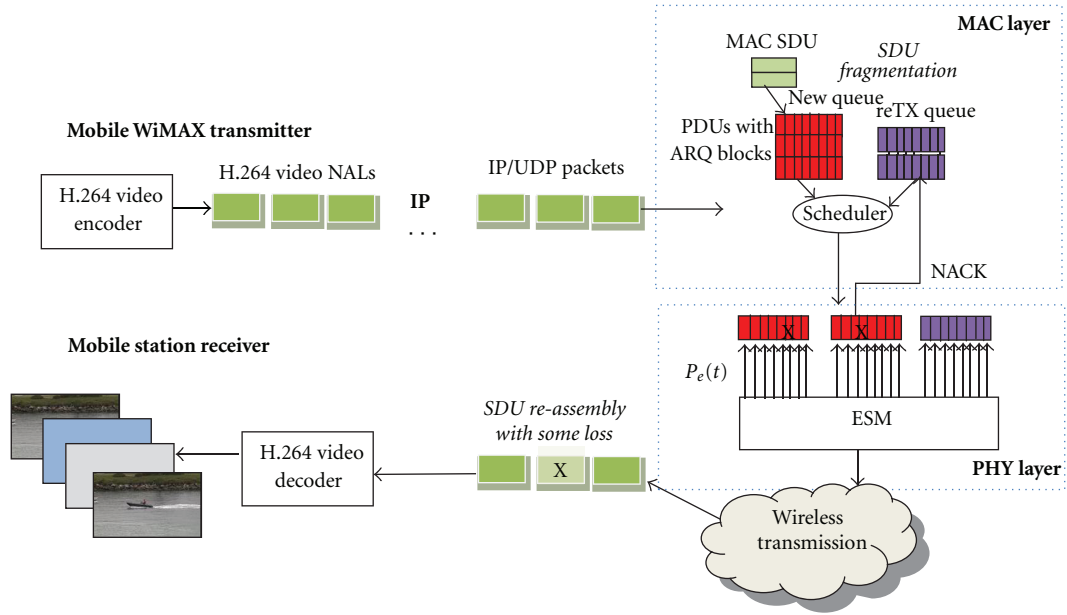 MAC layer
MAC SDU
SDU
fragmentation
New queue
reTX queue
PDUs with
ARQ blocks
Mobile WiMAX transmitter
H.264 video
encoder
H.264 video NALs
IP
. . .
IP/UDP packets
Scheduler
NACK
X
X
Pe(t)
ESM
PHY layer
Mobile station receiver
SDU re-assembly
with some loss
X
H.264 video
decoder
Wireless
transmission